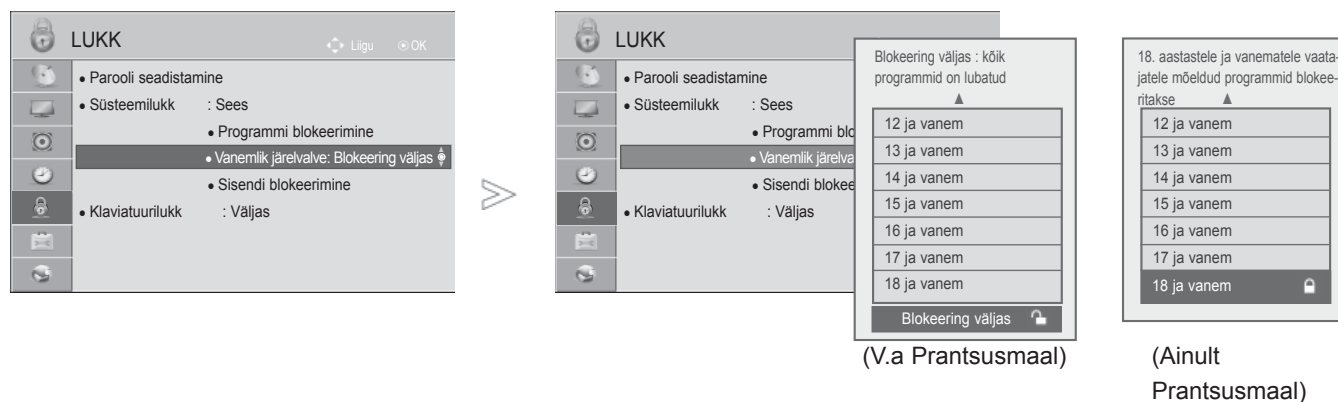 LUKK
Liigu
OK
• Parooli seadistamine
• Süsteemilukk : Sees
• Programmi blokeerimine
• Vanemlik järelvalve: Blokeering väljas
• Sisendi blokeerimine
• Klaviatuurilukk : Väljas
LUKK
• Parooli seadistamine
• Süsteemilukk : Sees
• Programmi blo
• Vanemlik järelva
• Sisendi blokee
• Klaviatuurilukk : Väljas
Blokeering väljas : kõik
programmid on lubatud
12 ja vanem
13 ja vanem
14 ja vanem
15 ja vanem
16 ja vanem
17 ja vanem
18 ja vanem
Blokeering väljas
(V.a Prantsusmaal)
18. aastastele ja vanematele vaata-
jatele mõeldud programmid blokee-
ritakse
12 ja vanem
13 ja vanem
14 ja vanem
15 ja vanem
16 ja vanem
17 ja vanem
18 ja vanem
(Ainult
Prantsusmaal)